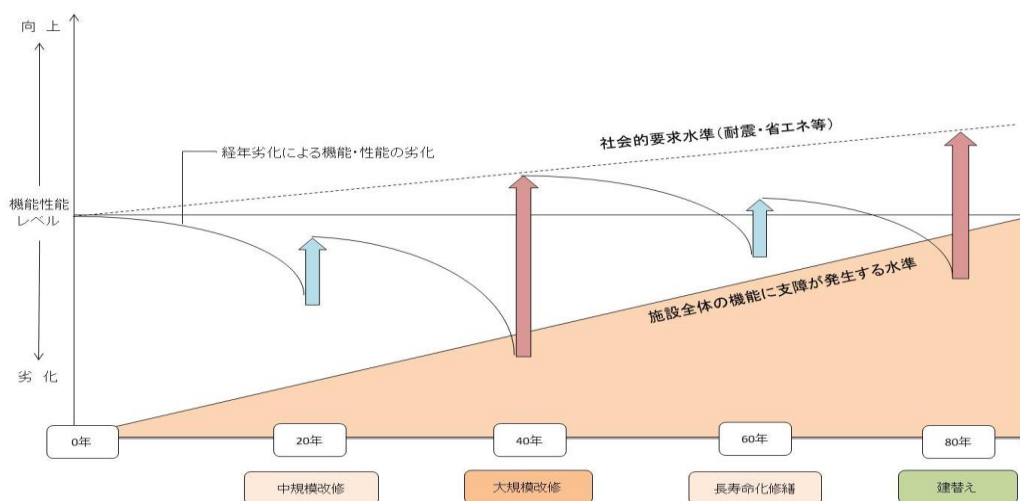 向 上
社会的要求水準(耐震・省エネ等)
経年劣化による機能・性能の劣化
機能性能
レベル
施設全体の機能に支障が発生する水準
劣 化
0年
20年
40年
60年
80年
中規模改修
大規模改修
長寿命化修繕
建替え